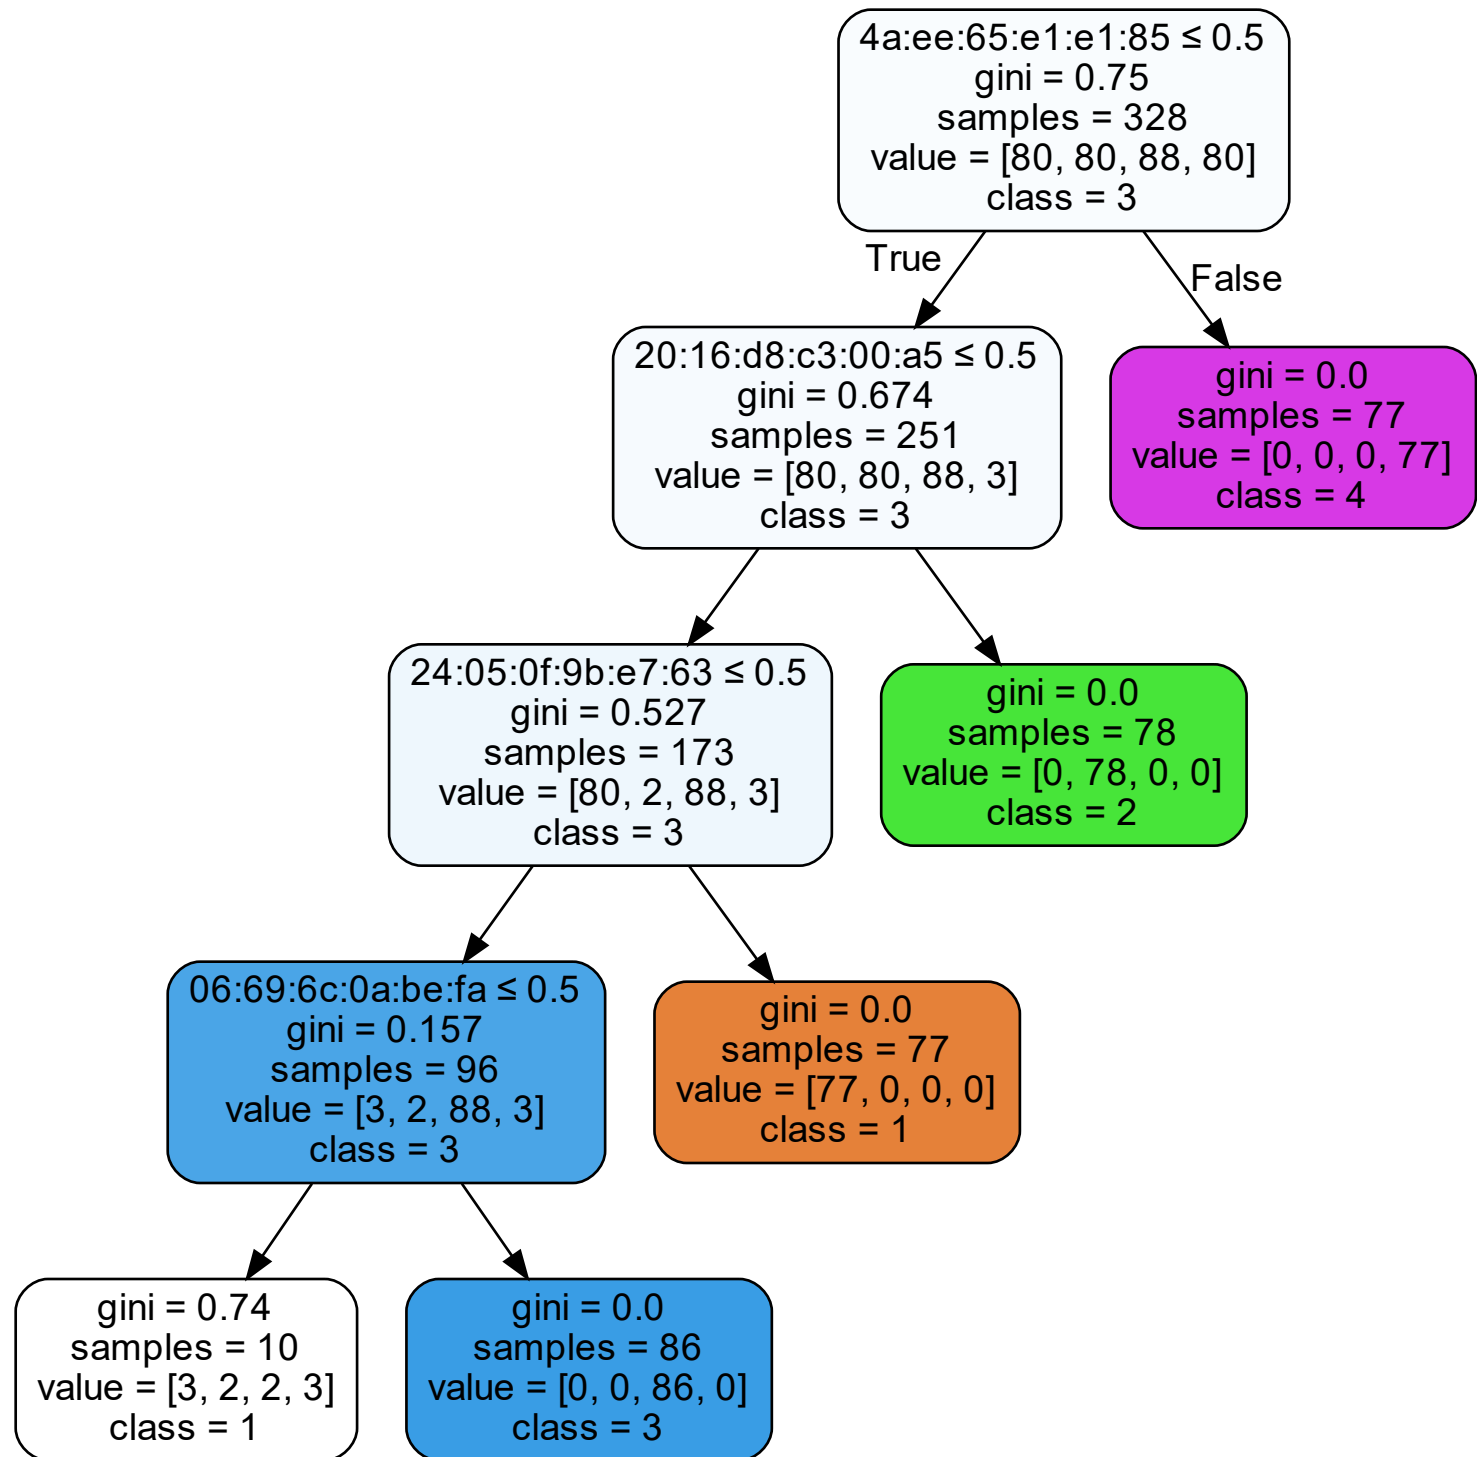 4a:ee:65:e1:e1:85 ≤ 0.5
gini = 0.75
samples = 328
value = [80, 80, 88, 80]
class = 3
True
False
20:16:d8:c3:00:a5 ≤ 0.5
gini = 0.674
samples = 251
value = [80, 80, 88, 3]
class = 3
gini = 0.0
samples = 77
value = [0, 0, 0, 77]
class = 4
24:05:0f:9b:e7:63 ≤ 0.5
gini = 0.527
samples = 173
value = [80, 2, 88, 3]
class = 3
gini = 0.0
samples = 78
value = [0, 78, 0, 0]
class = 2
06:69:6c:0a:be:fa ≤ 0.5
gini = 0.157
samples = 96
value = [3, 2, 88, 3]
class = 3
gini = 0.0
samples = 77
value = [77, 0, 0, 0]
class = 1
gini = 0.74
samples = 10
value = [3, 2, 2, 3]
class = 1
gini = 0.0
samples = 86
value = [0, 0, 86, 0]
class = 3